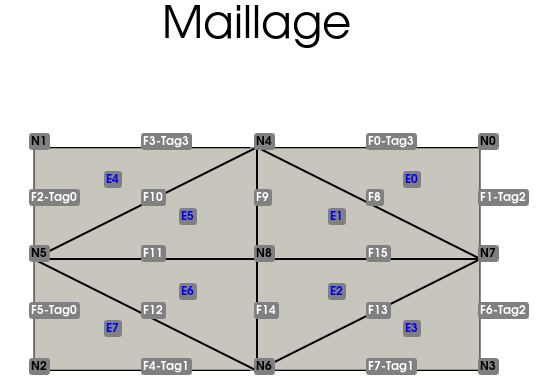 Maillage
N1 F3-Tag3 N4 F0-Tag3 N0
E4 E0
F2-Tag0 F10 F9 F8 F1-Tag2
E5 E1
N5 F11 N8 F15 N7
E6 E2
F5-Tag0 F12 F14 F13 F6-Tag2
E7 E3
N2 F4-Tag1 N6 F7-Tag1 N3